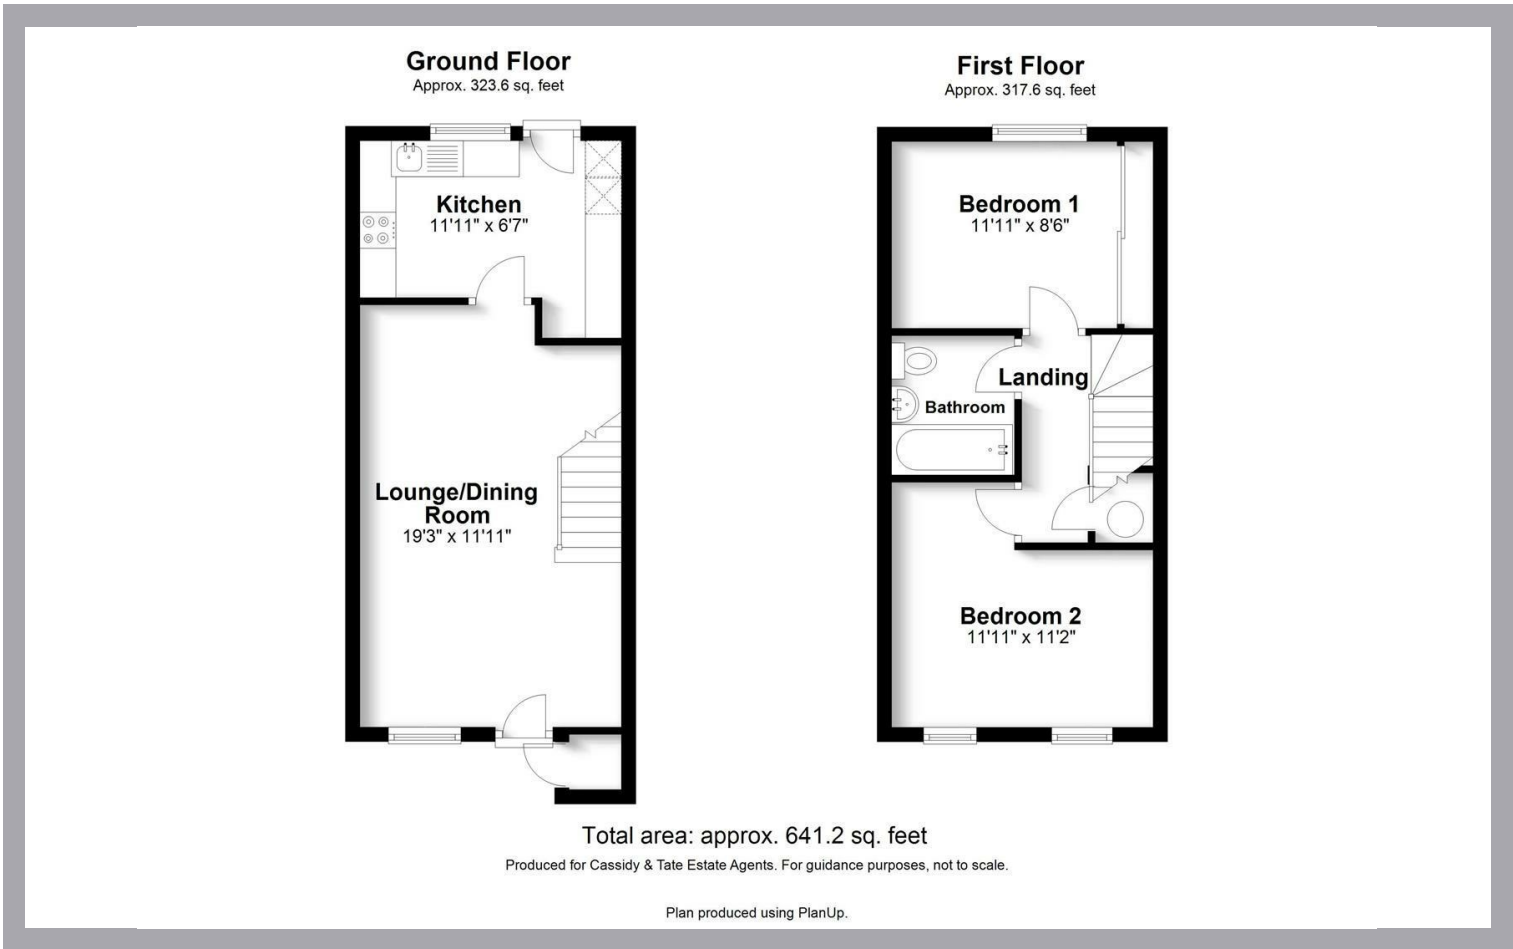 Ground Floor
Approx. 323.6 sq. feet
Kitchen
11'11" x 6'7"
Lounge/Dining
Room
19'3" x 11'11"
First Floor
Approx. 317.6 sq. feet
Bedroom 1
11'11" x 8'6"
Landing
Bathroom
Bedroom 2
11'11" x 11'2"
Total area: approx. 641.2 sq. feet
Produced for Cassidy & Tate Estate Agents. For guidance purposes, not to scale.
Plan produced using PlanUp.